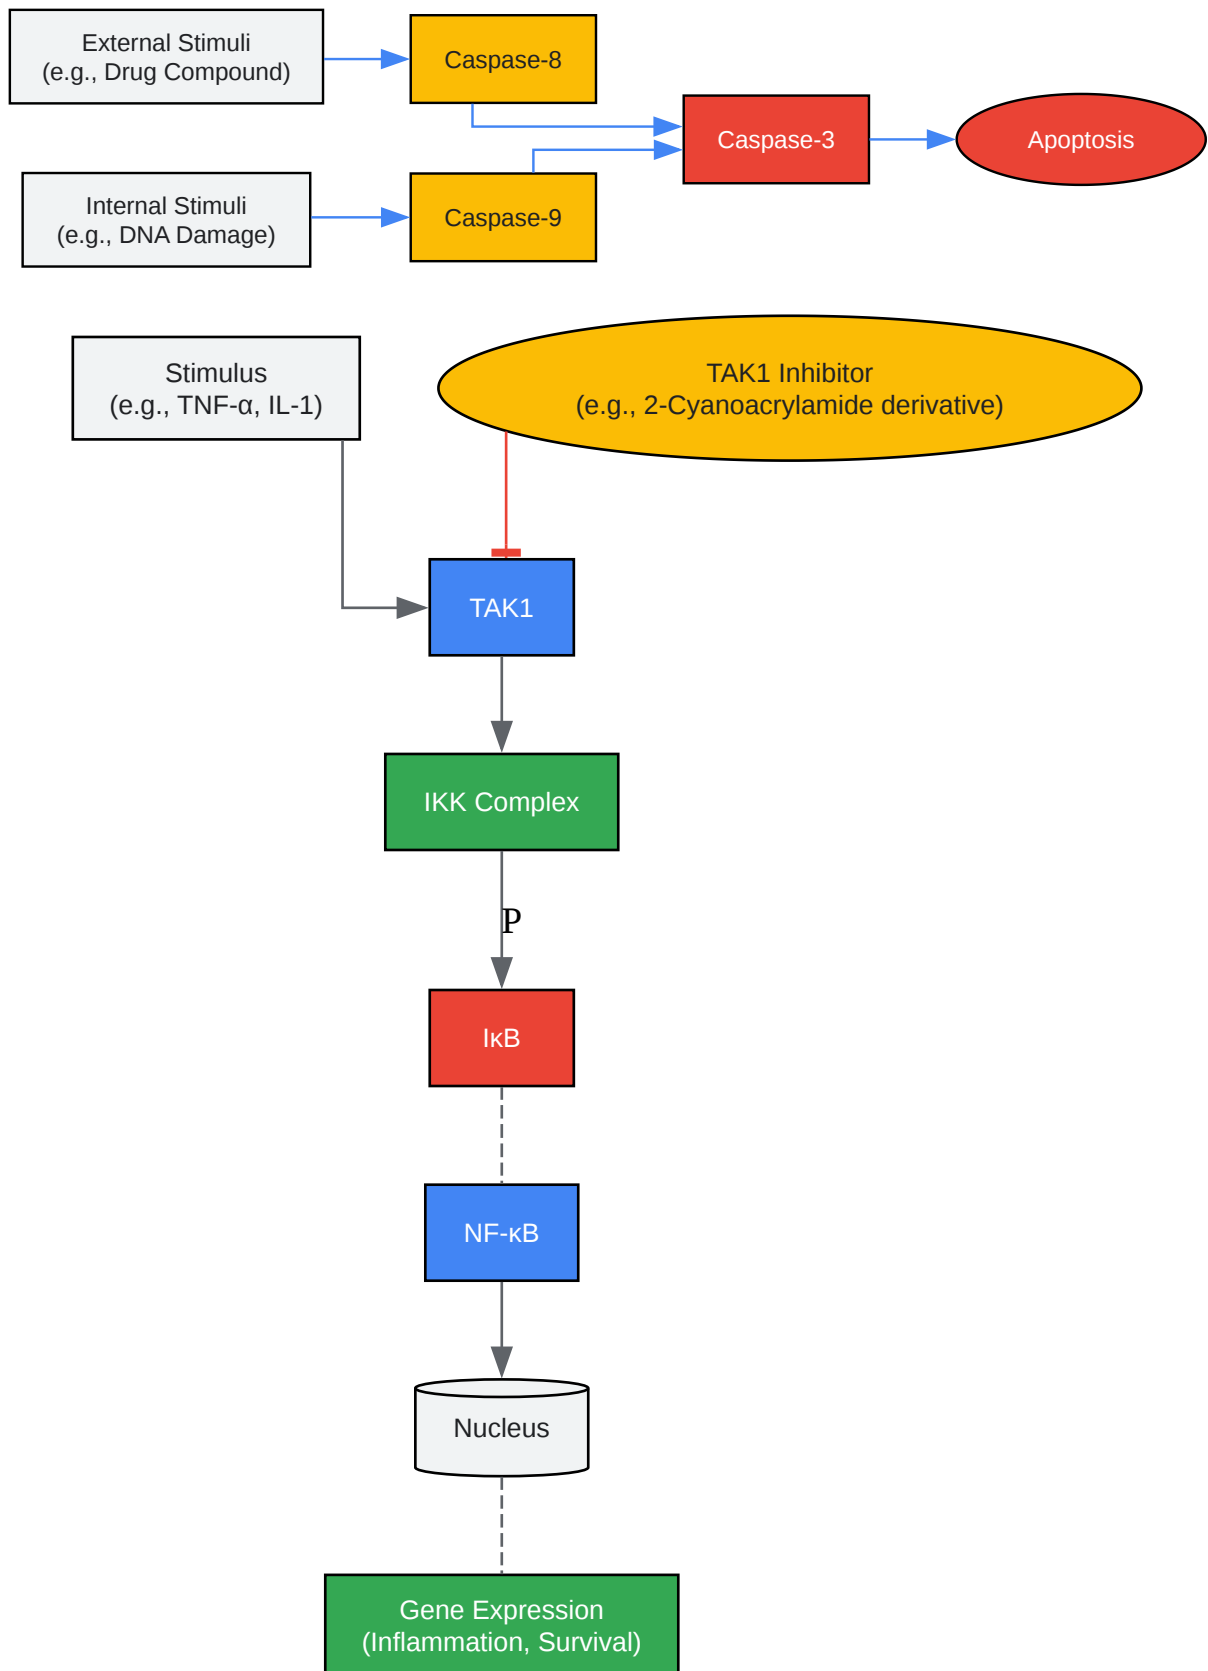 External Stimuli
(e.g., Drug Compound)
Caspase-8
Caspase-3
Apoptosis
Internal Stimuli
(e.g., DNA Damage)
Caspase-9
Stimulus
(e.g., TNF-α, IL-1)
TAK1 Inhibitor
(e.g., 2-Cyanoacrylamide derivative)
TAK1
IKK Complex
P
IκB
NF-κB
Nucleus
Gene Expression
(Inflammation, Survival)